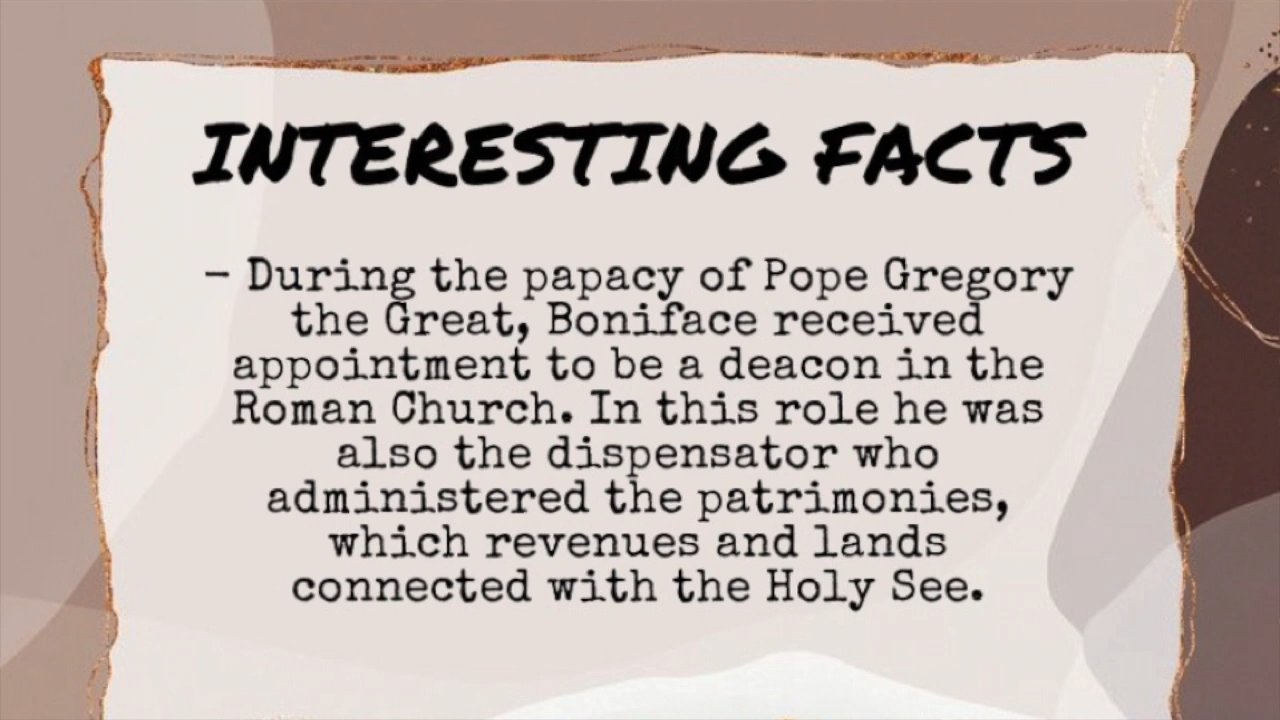 INTERESTING FACTS
- During the papacy of Pope Gregory
the Great, Boniface received
appointment to be a deacon in the
Roman Church. In this role he was
also the dispensator who
administered the patrimonies,
which revenues and lands
connected with the Holy See.